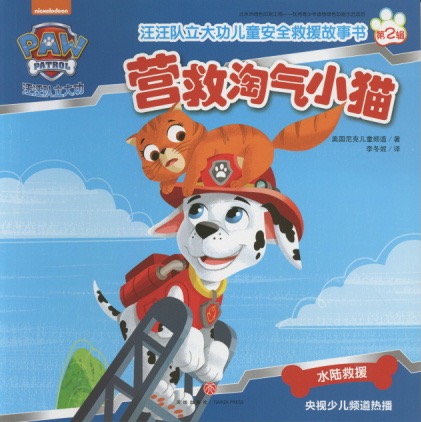 nickelodeon
PAW
PATROL
汪汪队立大功
汪汪队立大功儿童安全救援故事书
第2辑
营救淘气小猫
美国尼克儿童频道/著
李冬妮/译
水陆救援
央视少儿频道热播